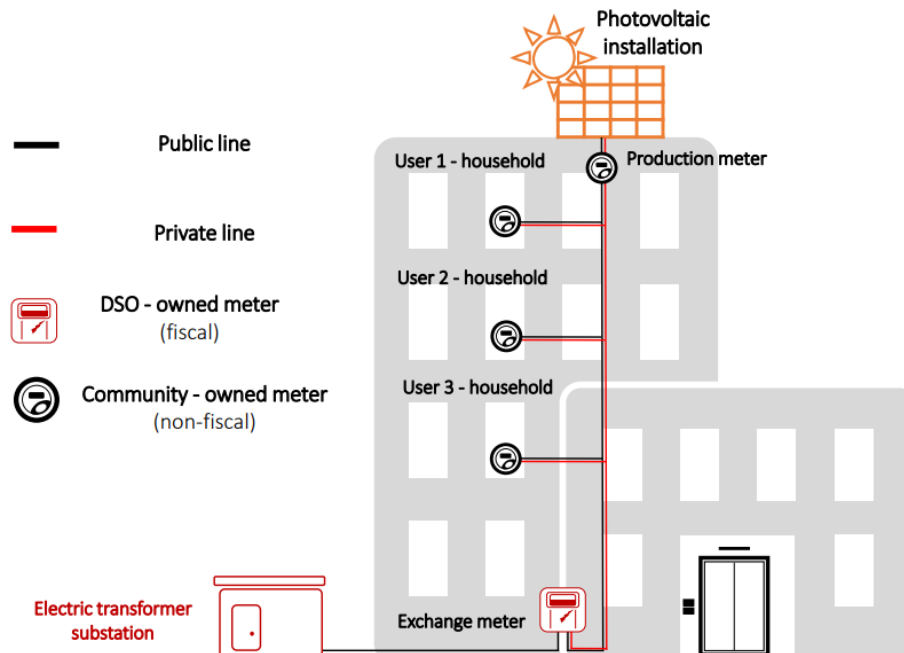 Photovoltaic
installation
Public line
User 1 - household
Production meter
Private line
User 2 - household
DSO - owned meter
(fiscal)
User 3 - household
Community - owned meter
(non-fiscal)
Electric transformer
substation
Exchange meter